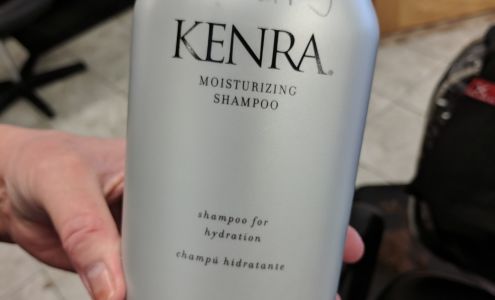 KENRA®
MOISTURIZING
SHAMPOO
shampoo for
hydration
champú hidratante